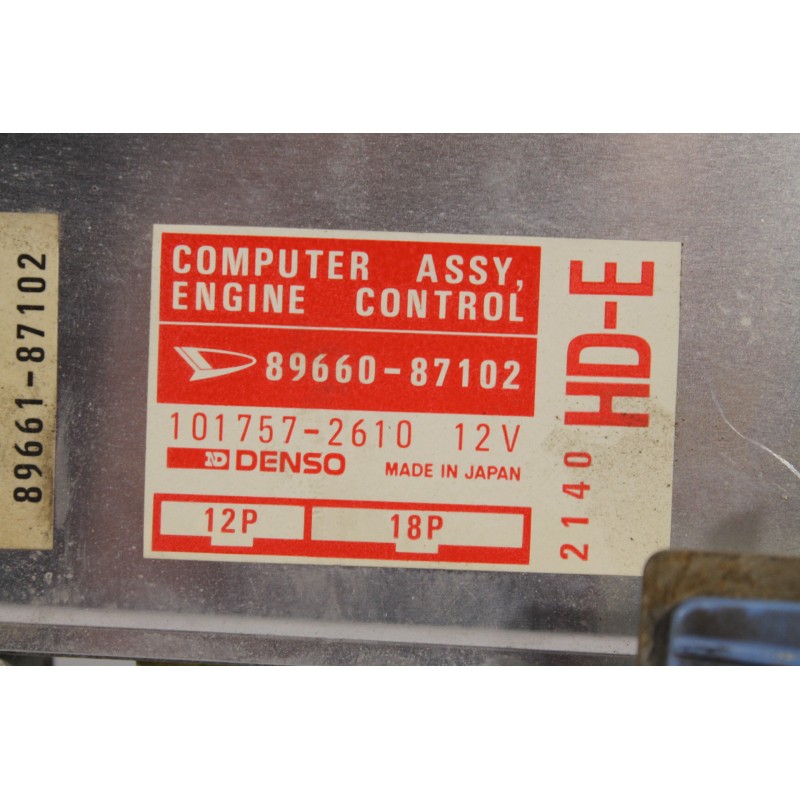 89661-87102
COMPUTER ASSY,
ENGINE CONTROL
89660-87102
101757-2610 12V
ND DENSO MADE IN JAPAN
12P 18P
HD-E
2140